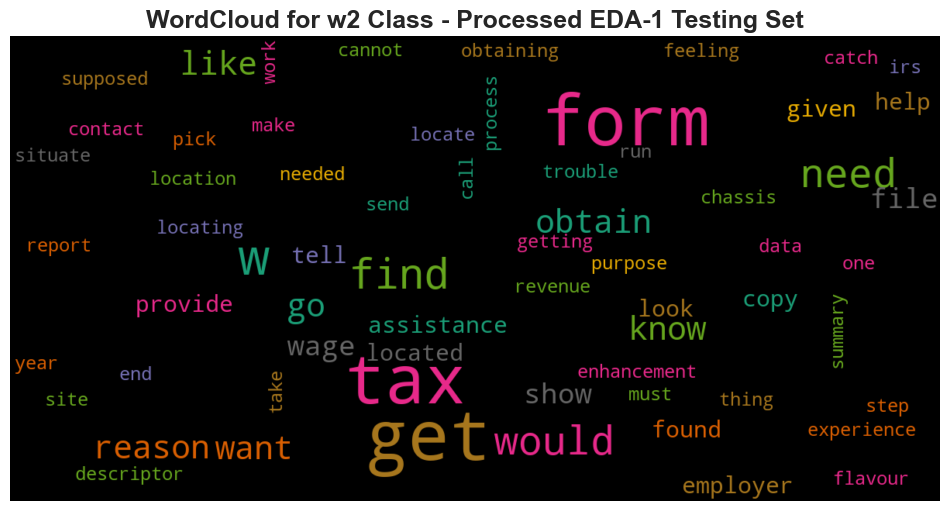 WordCloud for w2 Class - Processed EDA-1 Testing Set
cannot
obtaining
feeling
catch
irs
like
work
supposed
process
form
given
help
contact
pick
make
locate
run
situate
location
needed
call
trouble
need
chassis
file
send
obtain
report
locating
w
tell
find
getting
purpose
data
one
revenue
provide
go
assistance
look
know
copy
summary
wage
located
year
end
take
tax
enhancement
show
must
thing
site
step
reason
want
get
would
found
experience
descriptor
employer
flavour